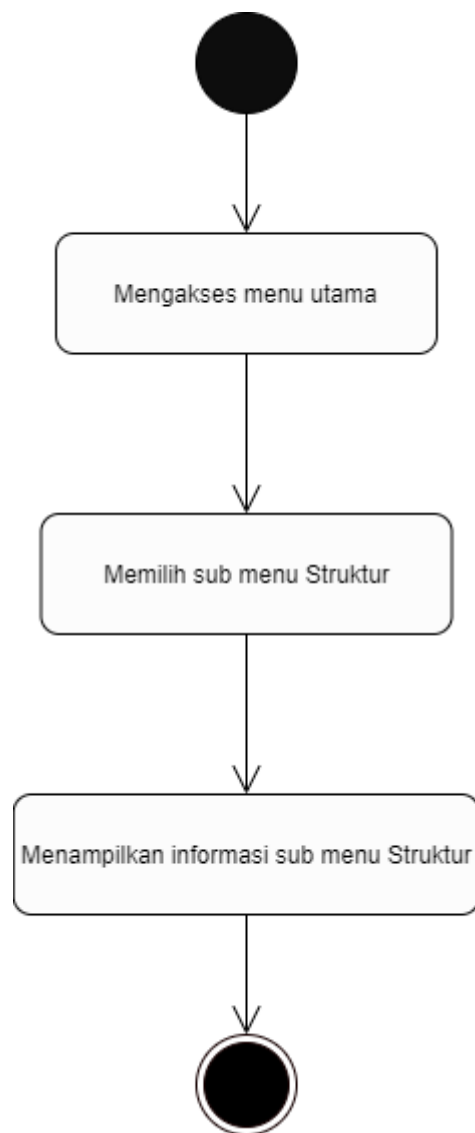 Mengakses menu utama
Memilih sub menu Struktur
Menampilkan informasi sub menu Struktur